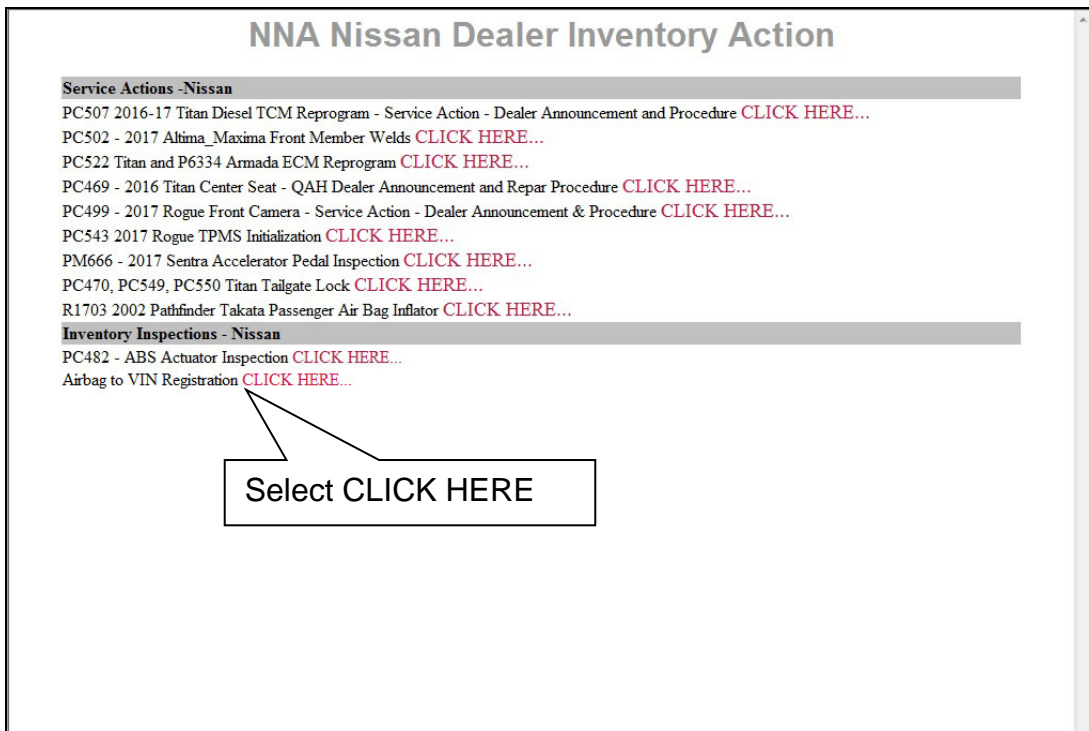 NNA Nissan Dealer Inventory Action
Service Actions -Nissan
PC507 2016-17 Titan Diesel TCM Reprogram - Service Action - Dealer Announcement and Procedure CLICK HERE...
PC502 - 2017 Altima_Maxima Front Member Welds CLICK HERE...
PC522 Titan and P6334 Armada ECM Reprogram CLICK HERE...
PC469 - 2016 Titan Center Seat - QAH Dealer Announcement and Repar Procedure CLICK HERE...
PC499 - 2017 Rogue Front Camera - Service Action - Dealer Announcement & Procedure CLICK HERE...
PC543 2017 Rogue TPMS Initialization CLICK HERE...
PM666 - 2017 Sentra Accelerator Pedal Inspection CLICK HERE...
PC470, PC549, PC550 Titan Tailgate Lock CLICK HERE...
R1703 2002 Pathfinder Takata Passenger Air Bag Inflator CLICK HERE...
Inventory Inspections - Nissan
PC482 - ABS Actuator Inspection CLICK HERE...
Airbag to VIN Registration CLICK HERE...
Select CLICK HERE